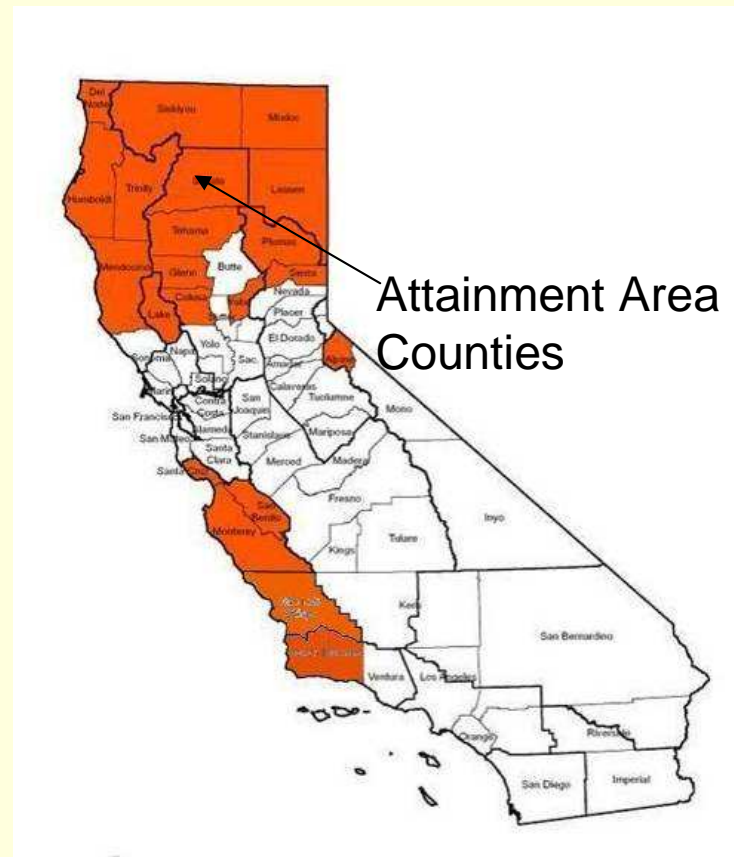 Del
Norte
Siskiyou
Modoc
Humboldt
Trinity
Lassen
Tehama
Plumas
Mendocino
Glenn
Butte
Sierra
Colusa
Nevada
Lake
Placer
Attainment Area
Counties
El Dorado
Sonoma
Napa
Yolo
Sac.
Alpine
Amador
Solano
Calaveras
Marin
Contra
Costa
San
Joaquin
Tuolumne
Mono
San Francisco
Alameda
Stanislaus
Mariposa
San Mateo
Santa
Clara
Merced
Madera
Santa Cruz
Fresno
San
Benito
Monterey
Inyo
Tulare
Kings
Kern
San Bernardino
Ventura
Los Angeles
Orange
Riverside
San Diego
Imperial